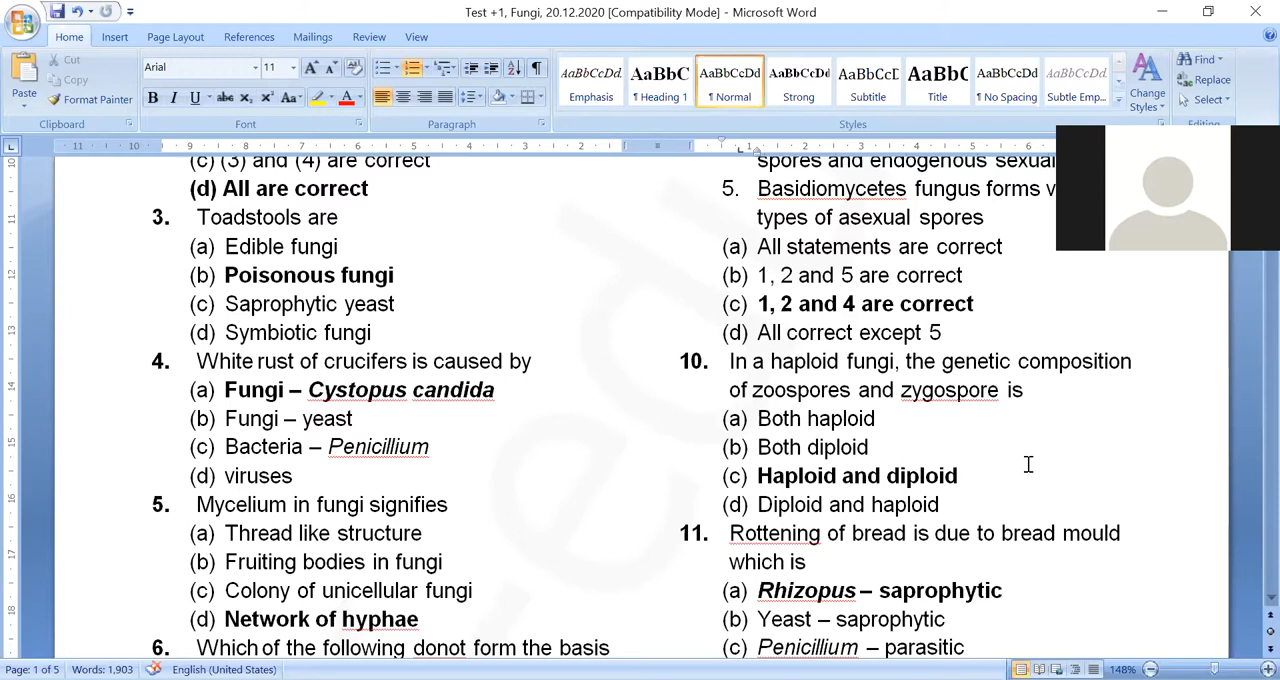 Test +1, Fungi, 20.12.2020 [Compatibility Mode] - Microsoft Word
Home Insert Page Layout References Mailings Review View
Paste
Cut
Copy
Format Painter
Clipboard
Arial 11
Font
Paragraph
AaBbCcDd AaBbC AaBbCcDd AaBbCcDd AaBbCcD AaBbC AaBbCcDd AaBbCcDd
Emphasis ¶ Heading 1 ¶ Normal Strong Subtitle Title ¶ No Spacing Subtle Emp...
Styles
Change Styles
Find
Replace
Select
Editing
(c) (3) and (4) are correct
(d) All are correct
3. Toadstools are
(a) Edible fungi
(b) Poisonous fungi
(c) Saprophytic yeast
(d) Symbiotic fungi
4. White rust of crucifers is caused by
(a) Fungi – Cystopus candida
(b) Fungi – yeast
(c) Bacteria – Penicillium
(d) viruses
5. Mycelium in fungi signifies
(a) Thread like structure
(b) Fruiting bodies in fungi
(c) Colony of unicellular fungi
(d) Network of hyphae
6. Which of the following donot form the basis
spores and endogenous sexual
5. Basidiomycetes fungus forms
types of asexual spores
(a) All statements are correct
(b) 1, 2 and 5 are correct
(c) 1, 2 and 4 are correct
(d) All correct except 5
10. In a haploid fungi, the genetic composition
of zoospores and zygospore is
(a) Both haploid
(b) Both diploid
(c) Haploid and diploid
(d) Diploid and haploid
11. Rottening of bread is due to bread mould
which is
(a) Rhizopus – saprophytic
(b) Yeast – saprophytic
(c) Penicillium – parasitic
Page: 1 of 5 Words: 1,903 English (United States) 148%